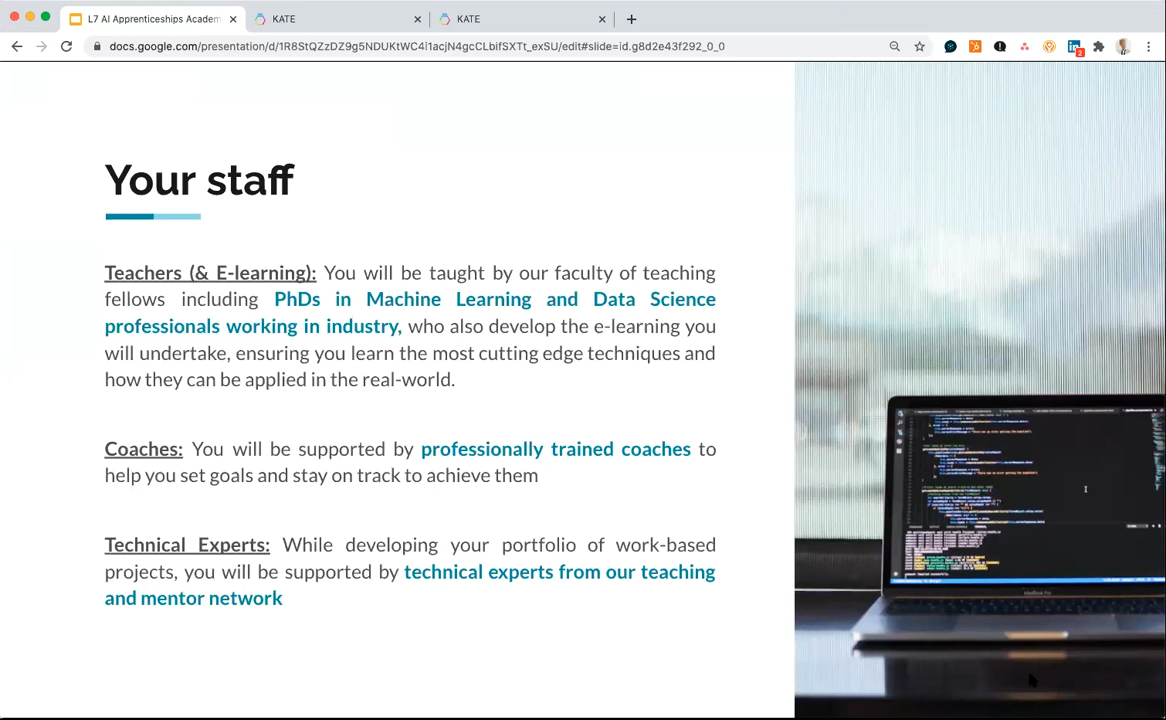 L7 AI Apprenticeships Academ
KATE
KATE
docs.google.com/presentation/d/1R8StQZzDZ9g5NDUKtWC4i1acjN4gcCLbifSXTt_exSU/edit#slide=id.g8d2e43f292_0_0
2
Your staff
Teachers (& E-learning): You will be taught by our faculty of teaching
fellows including PhDs in Machine Learning and Data Science
professionals working in industry, who also develop the e-learning you
will undertake, ensuring you learn the most cutting edge techniques and
how they can be applied in the real-world.
Coaches: You will be supported by professionally trained coaches to
help you set goals and stay on track to achieve them
Technical Experts: While developing your portfolio of work-based
projects, you will be supported by technical experts from our teaching
and mentor network
MacBook Pro